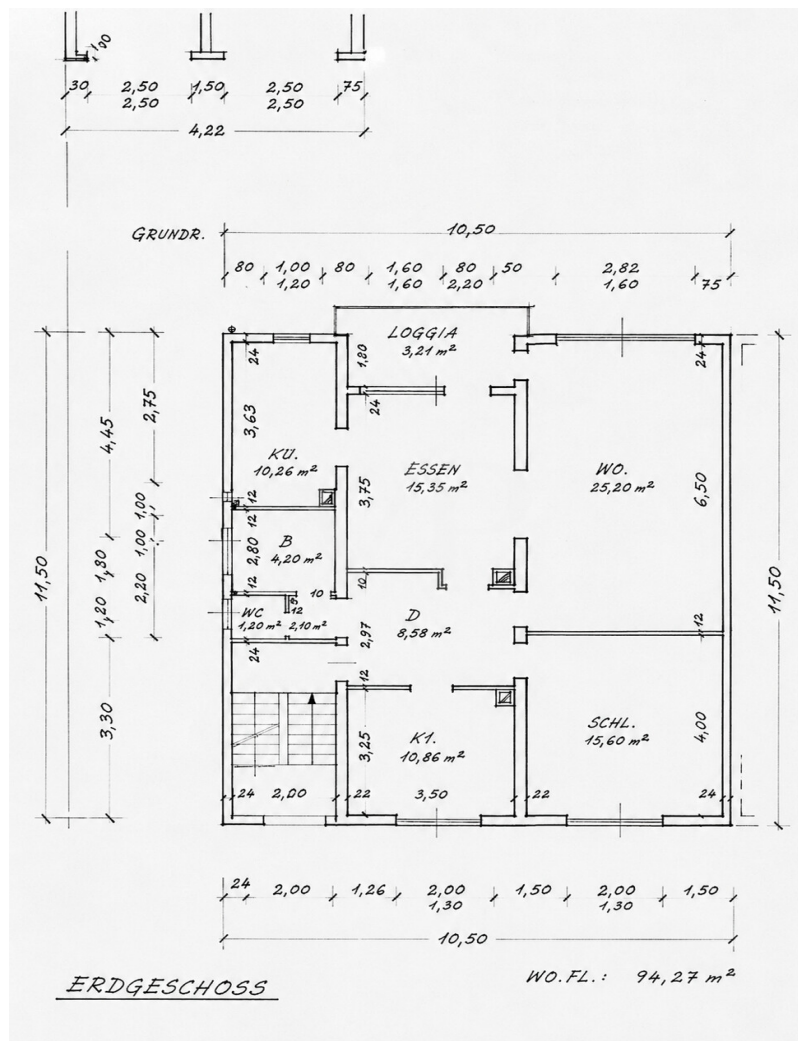 1,00
30 2,50 1,50 2,50 75
2,50 2,50
4,22
GRUNDR.
10,50
80 1,00 80 1,60 80 50 2,82
1,20 1,60 2,20 1,60 75
LOGGIA
3,21 m²
1,80
24
24
24
2,75
4,45
3,63
KÜ.
10,26 m²
ESSEN
15,35 m²
3,75
WO.
25,20 m²
6,50
12
12
1,00
B
4,20 m²
2,80
1,00
1,80
11,50
11,50
12
10
10
2,20
1,20
WC
1,20 m²
12
2,10 m²
D
8,58 m²
2,97
12
24
12
3,30
K1.
10,86 m²
3,25
SCHL.
15,60 m²
4,00
24 2,00 22 3,50 22 24
24 2,00 1,26 2,00 1,50 2,00 1,50
1,30 1,30
10,50
ERDGESCHOSS
WO.FL.: 94,27 m²